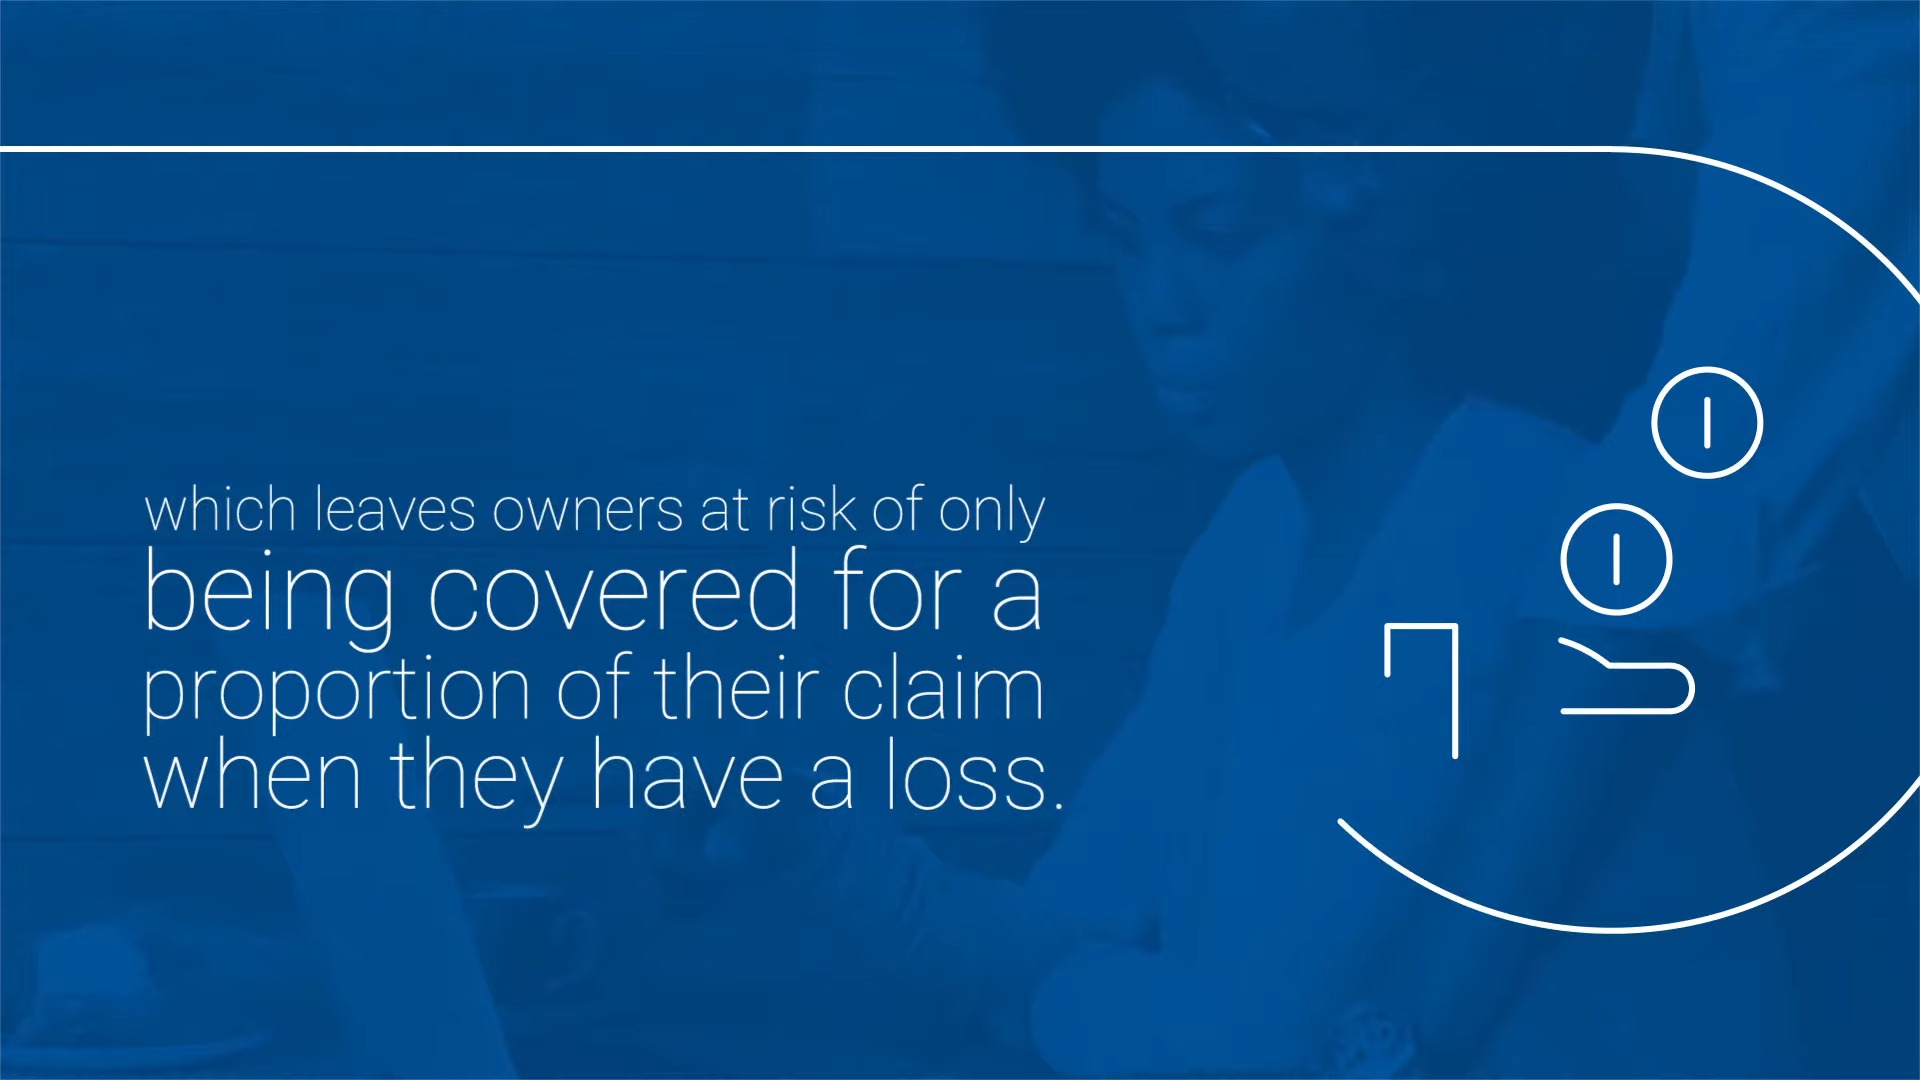 which leaves owners at risk of only
being covered for a
proportion of their claim
when they have a loss.